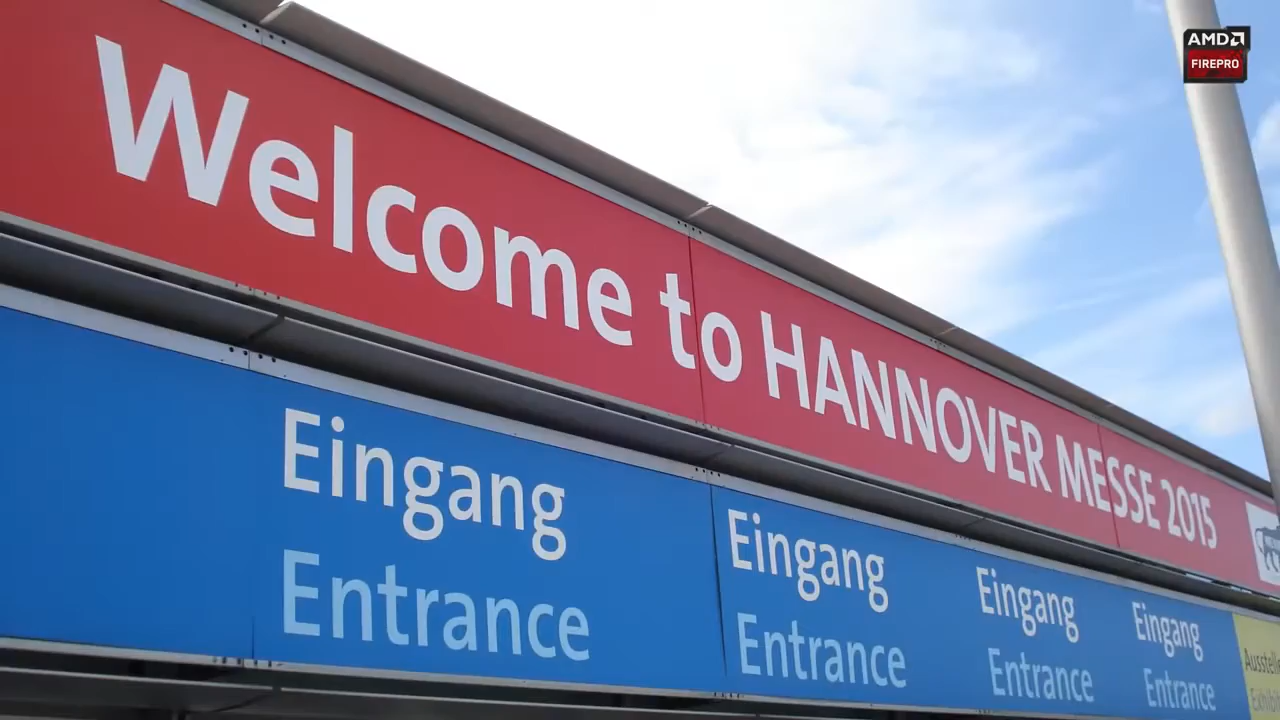 AMD
FIREPRO
Welcome to HANNOVER MESSE 2015
Eingang
Entrance
Eingang
Entrance
Eingang
Entrance
Eingang
Entrance